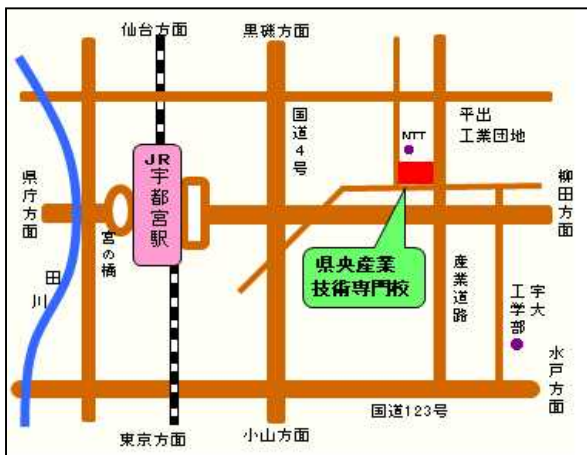 仙台方面
黒磯方面
国道4号
平出
工業団地
NTT
JR
宇都宮駅
県庁方面
宮の橋
柳田方面
県央産業
技術専門校
田川
産業道路
宇大
工学部
水戸方面
国道123号
東京方面
小山方面